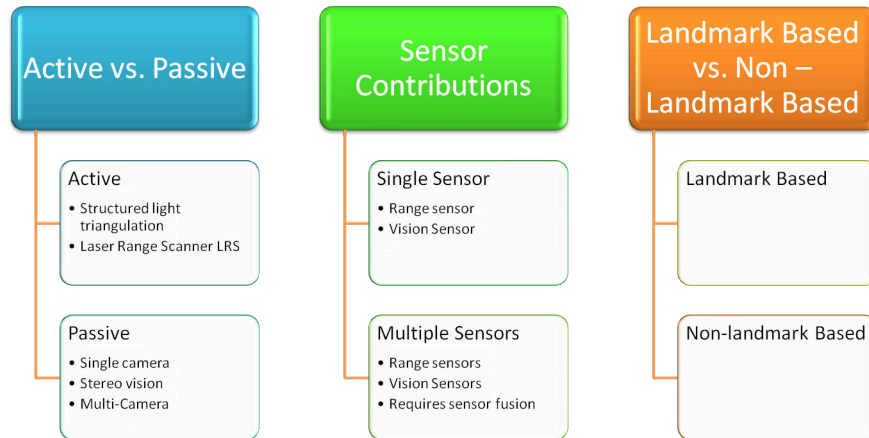 Active vs. Passive
Active
• Structured light
triangulation
• Laser Range Scanner LRS
Passive
• Single camera
• Stereo vision
• Multi-Camera
Sensor
Contributions
Single Sensor
• Range sensor
• Vision Sensor
Multiple Sensors
• Range sensors
• Vision Sensors
• Requires sensor fusion
Landmark Based
vs. Non –
Landmark Based
Landmark Based
Non-landmark Based